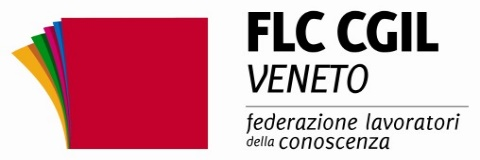 FLC CGIL
VENETO
federazione lavoratori
della conoscenza